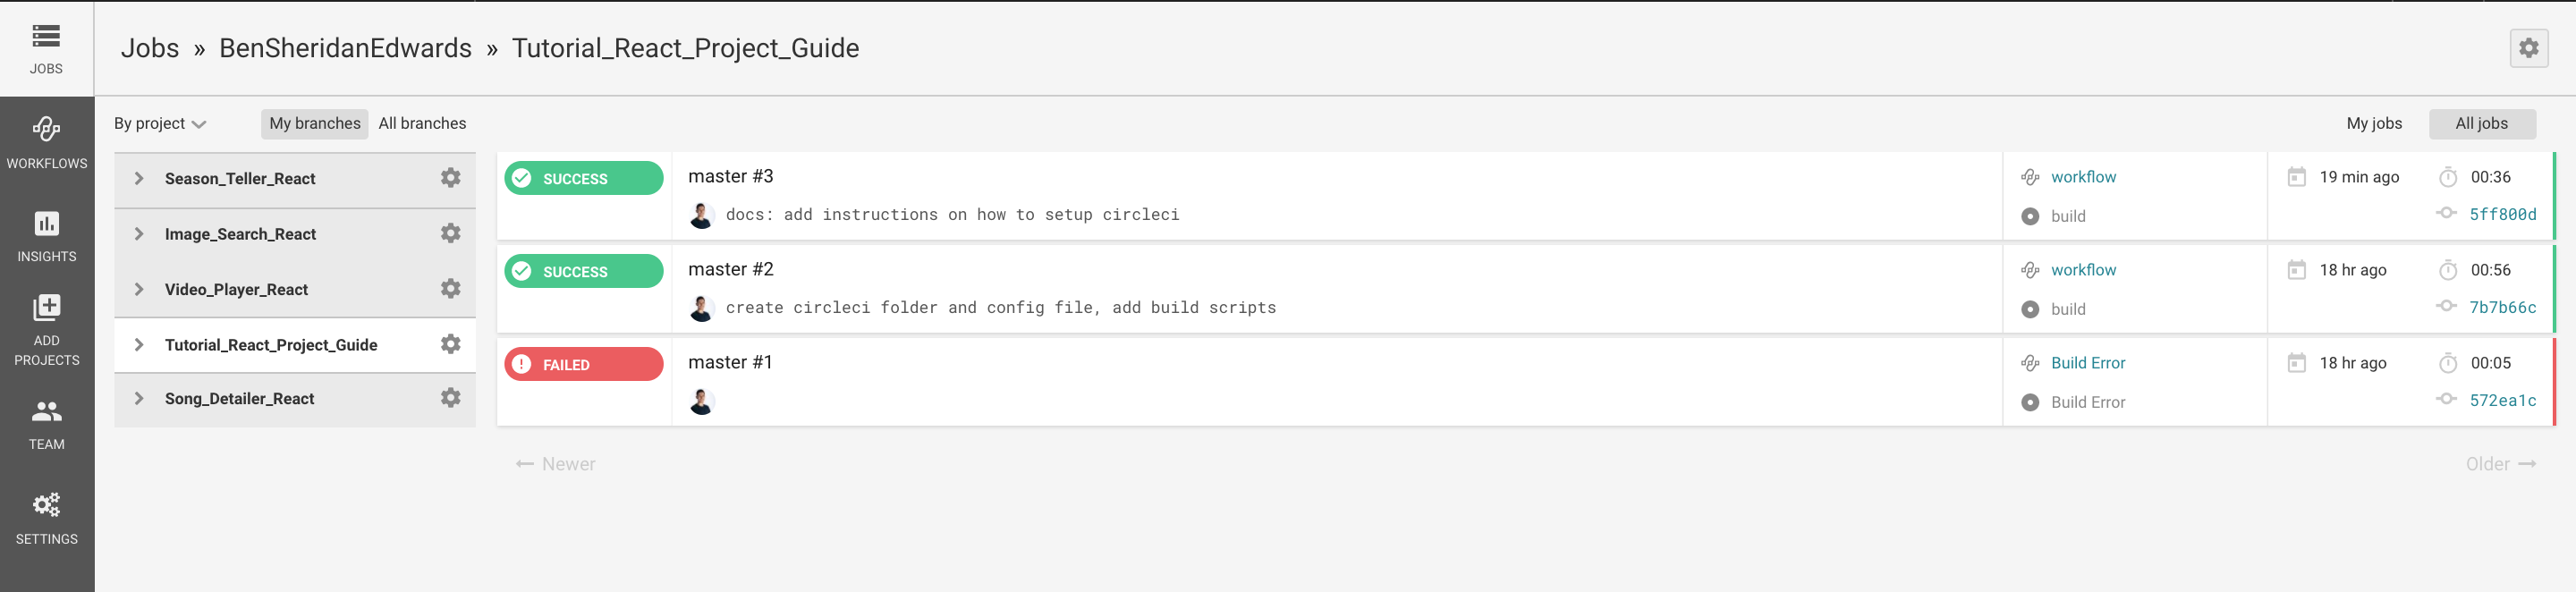 JOBS
Jobs » BenSheridanEdwards » Tutorial_React_Project_Guide
WORKFLOWS
INSIGHTS
ADD
PROJECTS
TEAM
SETTINGS
By project
My branches
All branches
My jobs
All jobs
Season_Teller_React
Image_Search_React
Video_Player_React
Tutorial_React_Project_Guide
Song_Detailer_React
SUCCESS
master #3
docs: add instructions on how to setup circleci
workflow
build
19 min ago
00:36
5ff800d
SUCCESS
master #2
create circleci folder and config file, add build scripts
workflow
build
18 hr ago
00:56
7b7b66c
FAILED
master #1
Build Error
Build Error
18 hr ago
00:05
572ea1c
← Newer
Older →